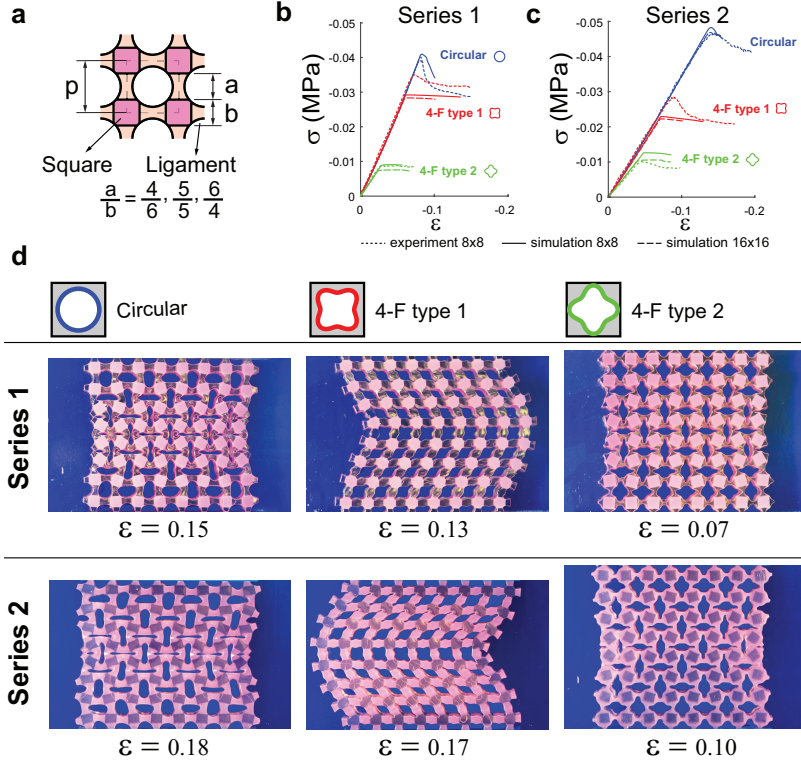 a
p
a
b
Square
Ligament
a/b = 4/6, 5/5, 6/4
b
Series 1
σ (MPa)
-0.05
-0.04
-0.03
-0.02
-0.01
0
0
-0.1
-0.2
ε
Circular
4-F type 1
4-F type 2
c
Series 2
σ (MPa)
-0.05
-0.04
-0.03
-0.02
-0.01
0
0
-0.1
-0.2
ε
Circular
4-F type 1
4-F type 2
experiment 8x8
simulation 8x8
simulation 16x16
d
Circular
4-F type 1
4-F type 2
Series 1
ε = 0.15
ε = 0.13
ε = 0.07
Series 2
ε = 0.18
ε = 0.17
ε = 0.10